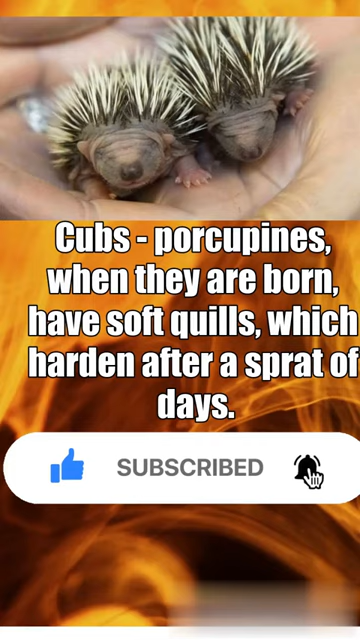 Cubs - porcupines,
when they are born,
have soft quills, which
harden after a sprat of
days.
SUBSCRIBED